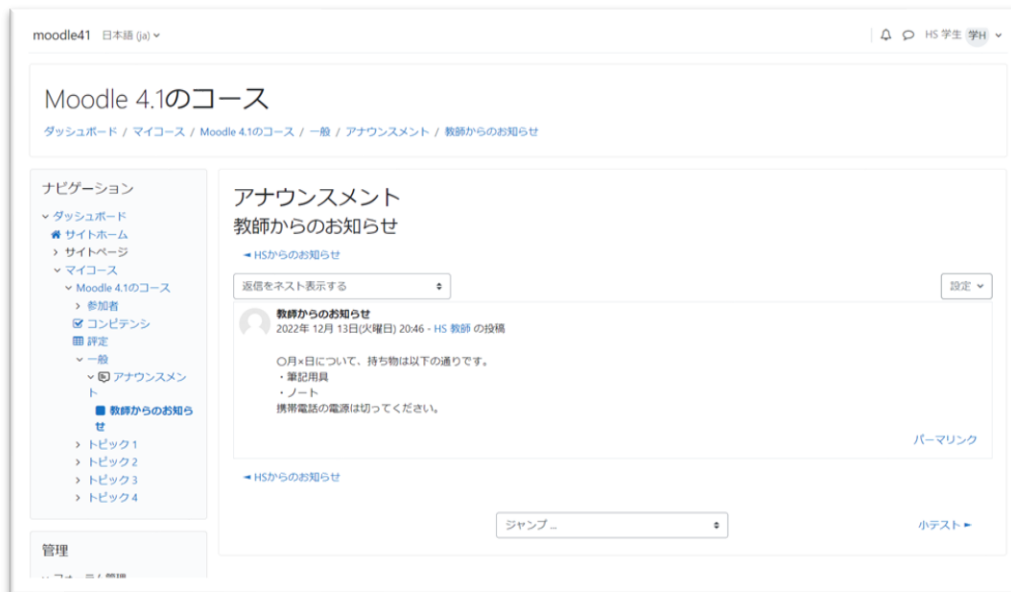 moodle41 日本語 (ja)
HS 学生 学H
Moodle 4.1のコース
ダッシュボード / マイコース / Moodle 4.1のコース / 一般 / アナウンスメント / 教師からのお知らせ
ナビゲーション
ダッシュボード
サイトホーム
サイトページ
マイコース
Moodle 4.1のコース
参加者
コンピテンシ
評定
一般
アナウンスメン
ト
教師からのお知ら
せ
トピック 1
トピック 2
トピック 3
トピック 4
管理
アナウンスメント
教師からのお知らせ
◄ HSからのお知らせ
返信をネスト表示する
設定
教師からのお知らせ
2022年 12月 13日(火曜日) 20:46 - HS 教師 の投稿
〇月×日について、持ち物は以下の通りです。
・筆記用具
・ノート
携帯電話の電源は切ってください。
パーマリンク
◄ HSからのお知らせ
ジャンプ ...
小テスト ►